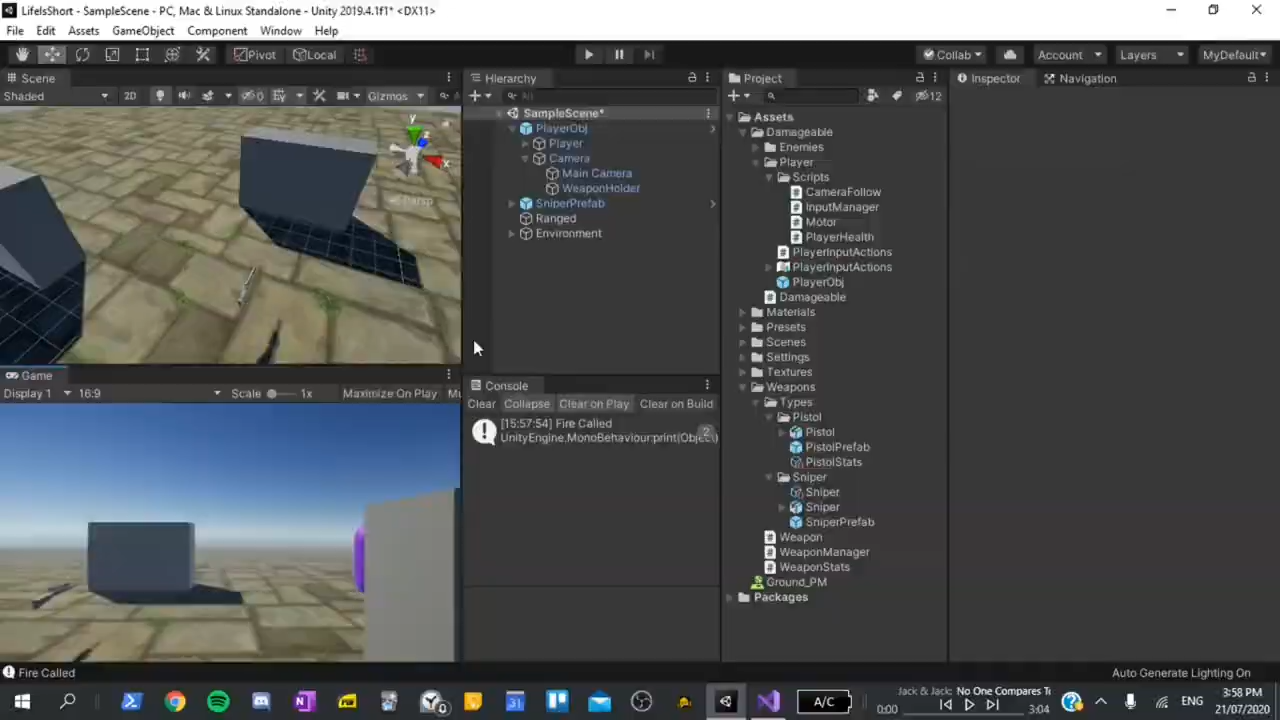 LifeIsShort - SampleScene - PC, Mac & Linux Standalone - Unity 2019.4.1f1* <DX11>
File Edit Assets GameObject Component Window Help
Pivot Local Collab Account Layers MyDefault
Scene Hierarchy Project Inspector Navigation
Shaded 2D 0 Gizmos All 12
SampleScene*
PlayerObj
Player
Camera
Main Camera
WeaponHolder
SniperPrefab
Ranged
Environment
y
z
x
Persp
Assets
Damageable
Enemies
Player
Scripts
CameraFollow
InputManager
Motor
PlayerHealth
PlayerInputActions
PlayerInputActions
PlayerObj
Damageable
Materials
Presets
Scenes
Settings
Textures
Weapons
Types
Pistol
Pistol
PistolPrefab
PistolStats
Sniper
Sniper
Sniper
SniperPrefab
Weapon
WeaponManager
WeaponStats
Ground_PM
Packages
Game
Display 1 16:9 Scale 1x Maximize On Play Mu
Console
Clear Collapse Clear on Play Clear on Build
[15:57:54] Fire Called
UnityEngine.MonoBehaviour:print(Object)
2
Fire Called
Auto Generate Lighting On
A/C
Jack & Jack: No One Compares T
0:00 3:04
ENG
3:58 PM
21/07/2020